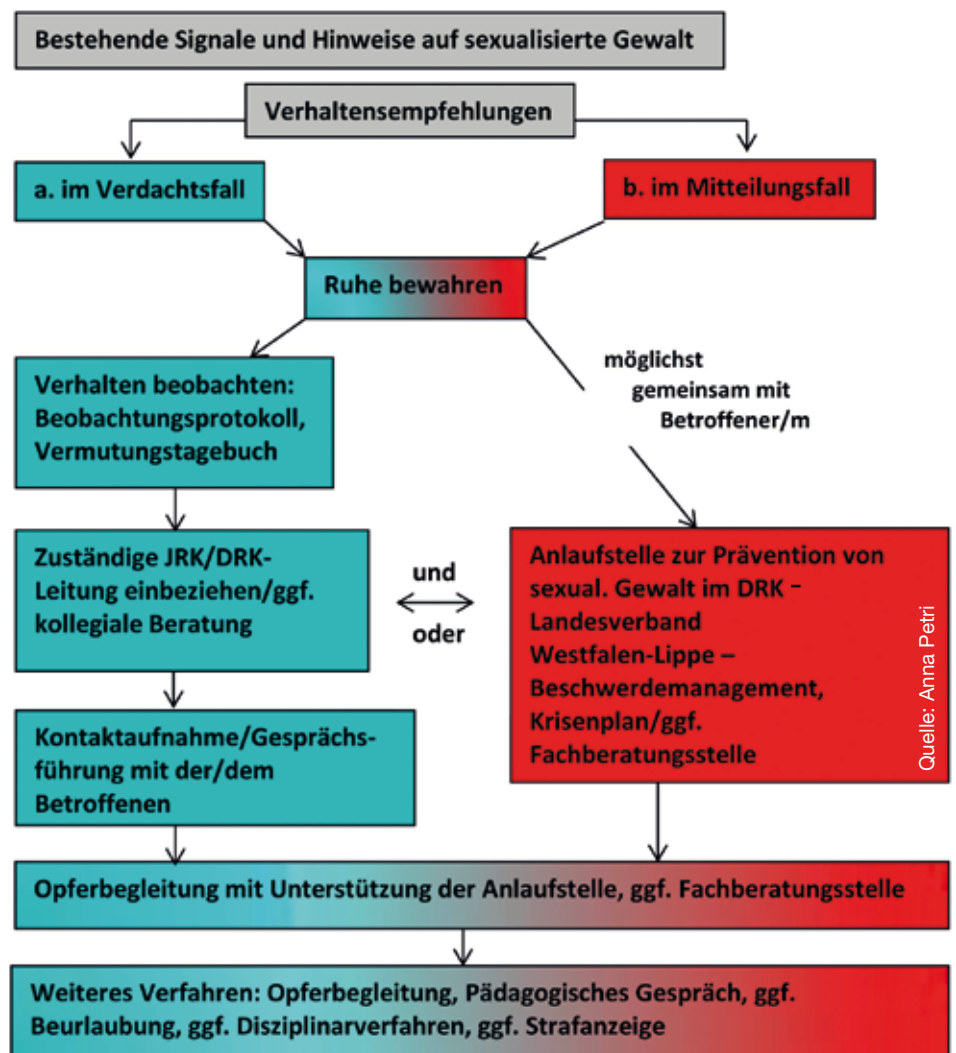 Bestehende Signale und Hinweise auf sexualisierte Gewalt
Verhaltensempfehlungen
a. im Verdachtsfall
b. im Mitteilungsfall
Ruhe bewahren
Verhalten beobachten:
Beobachtungsprotokoll,
Vermutungstagebuch
möglichst
gemeinsam mit
Betroffener/m
Zuständige JRK/DRK-
Leitung einbeziehen/ggf.
kollegiale Beratung
und
oder
Anlaufstelle zur Prävention von
sexual. Gewalt im DRK –
Landesverband
Westfalen-Lippe –
Beschwerdemanagement,
Krisenplan/ggf.
Fachberatungsstelle
Quelle: Anna Petri
Kontaktaufnahme/Gesprächs-
führung mit der/dem
Betroffenen
Opferbegleitung mit Unterstützung der Anlaufstelle, ggf. Fachberatungsstelle
Weiteres Verfahren: Opferbegleitung, Pädagogisches Gespräch, ggf.
Beurlaubung, ggf. Disziplinarverfahren, ggf. Strafanzeige